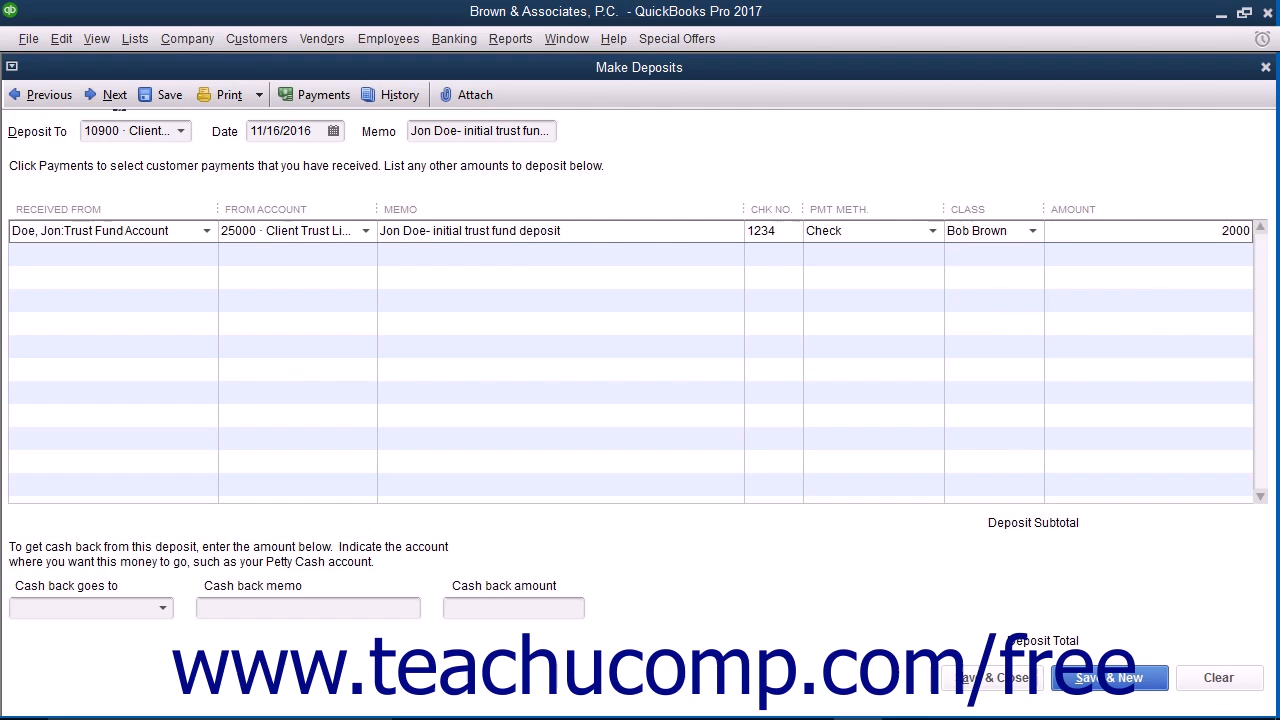 qb
Brown & Associates, P.C. - QuickBooks Pro 2017
File Edit View Lists Company Customers Vendors Employees Banking Reports Window Help Special Offers
Make Deposits
Previous Next Save Print Payments History Attach
Deposit To 10900 · Client... Date 11/16/2016 Memo Jon Doe- initial trust fun...
Click Payments to select customer payments that you have received. List any other amounts to deposit below.
RECEIVED FROM FROM ACCOUNT MEMO CHK NO. PMT METH. CLASS AMOUNT
Doe, Jon:Trust Fund Account 25000 · Client Trust Li... Jon Doe- initial trust fund deposit 1234 Check Bob Brown 2000
Deposit Subtotal
To get cash back from this deposit, enter the amount below. Indicate the account
where you want this money to go, such as your Petty Cash account.
Cash back goes to Cash back memo Cash back amount
Deposit Total
www.teachucomp.com/free
Save & Close Save & New Clear